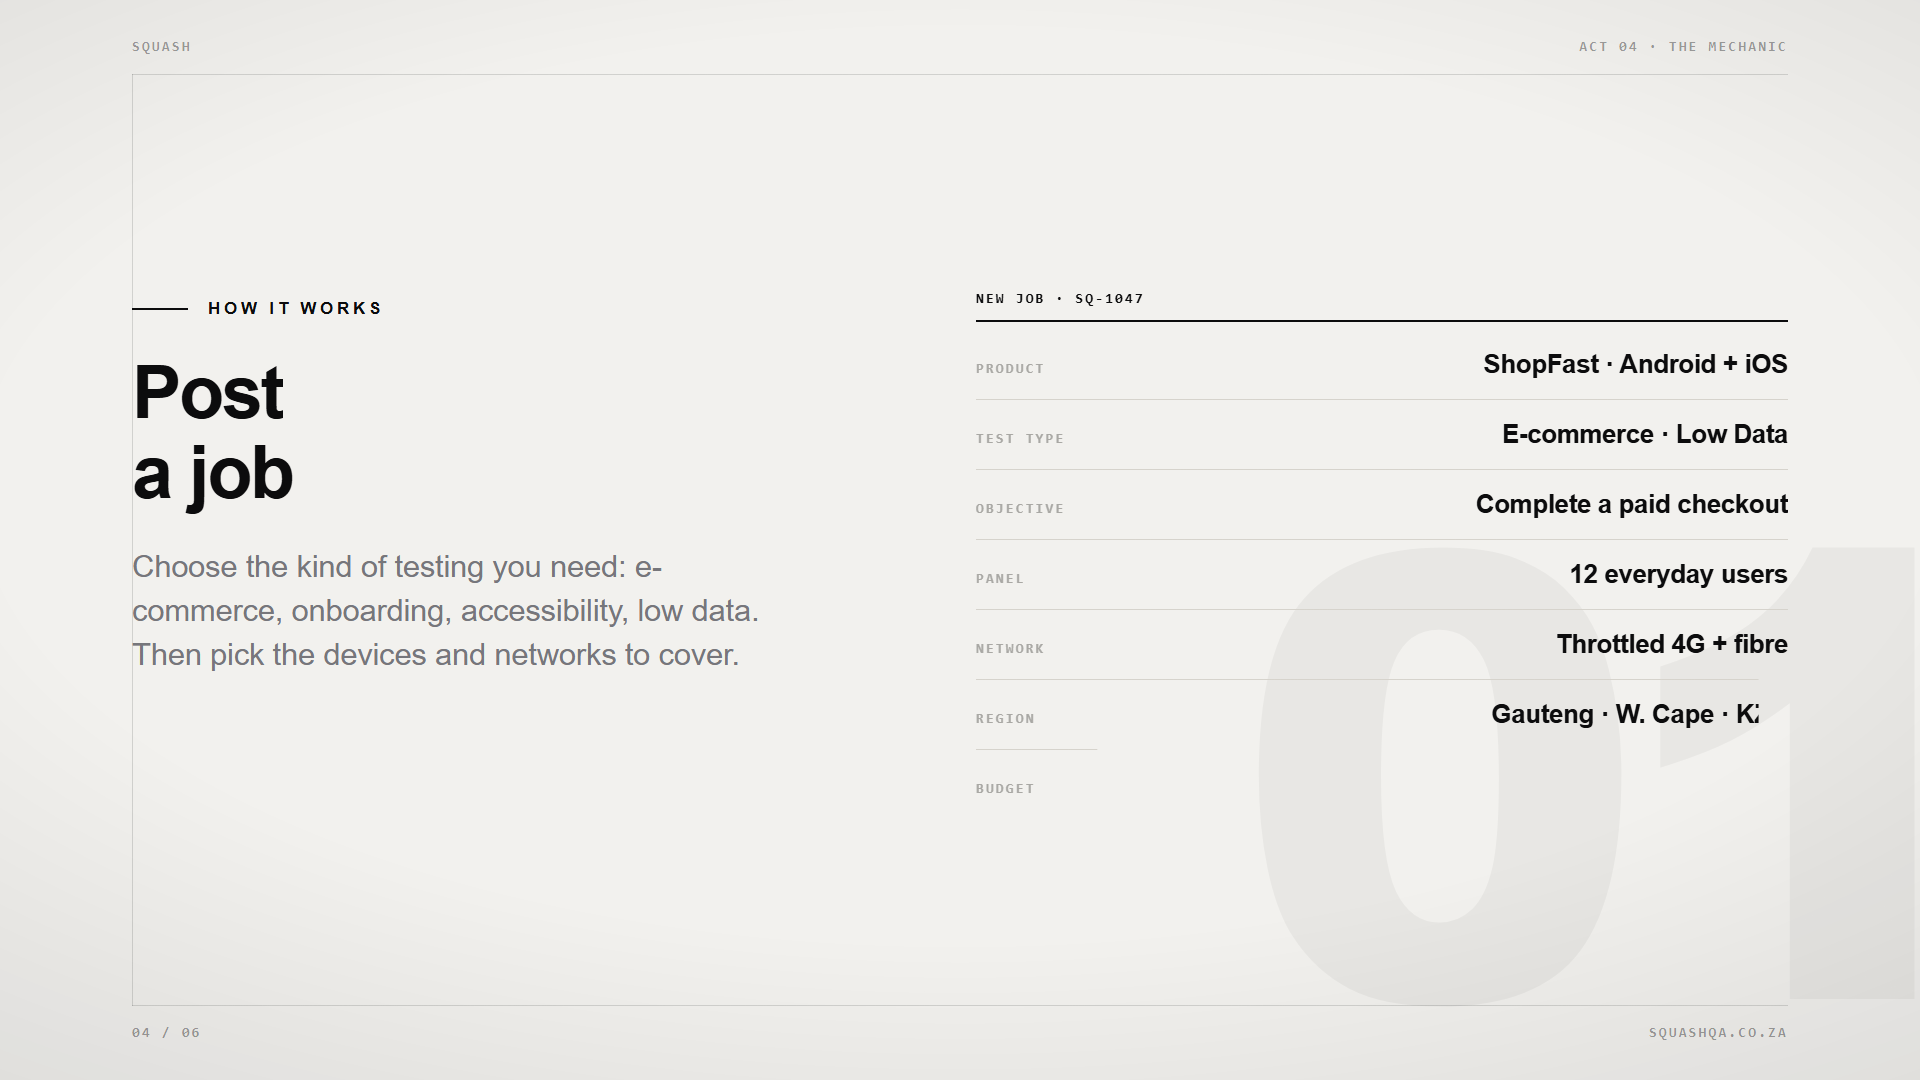 SQUASH
ACT 04 · THE MECHANIC
HOW IT WORKS
Post
a job
Choose the kind of testing you need: e-
commerce, onboarding, accessibility, low data.
Then pick the devices and networks to cover.
NEW JOB · SQ-1047
PRODUCT ShopFast · Android + iOS
TEST TYPE E-commerce · Low Data
OBJECTIVE Complete a paid checkout
PANEL 12 everyday users
NETWORK Throttled 4G + fibre
REGION Gauteng · W. Cape ·
BUDGET
01
04 / 06
SQUASHQA.CO.ZA